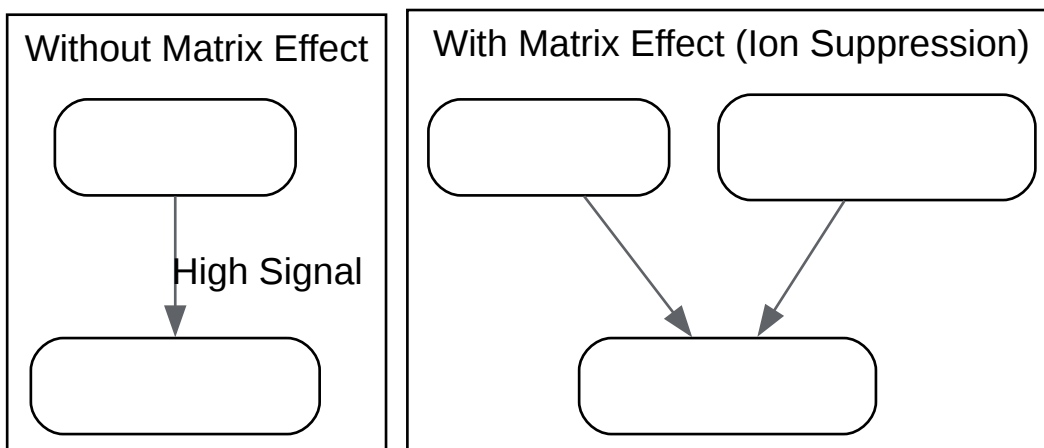 Without Matrix Effect
High Signal
With Matrix Effect (Ion Suppression)